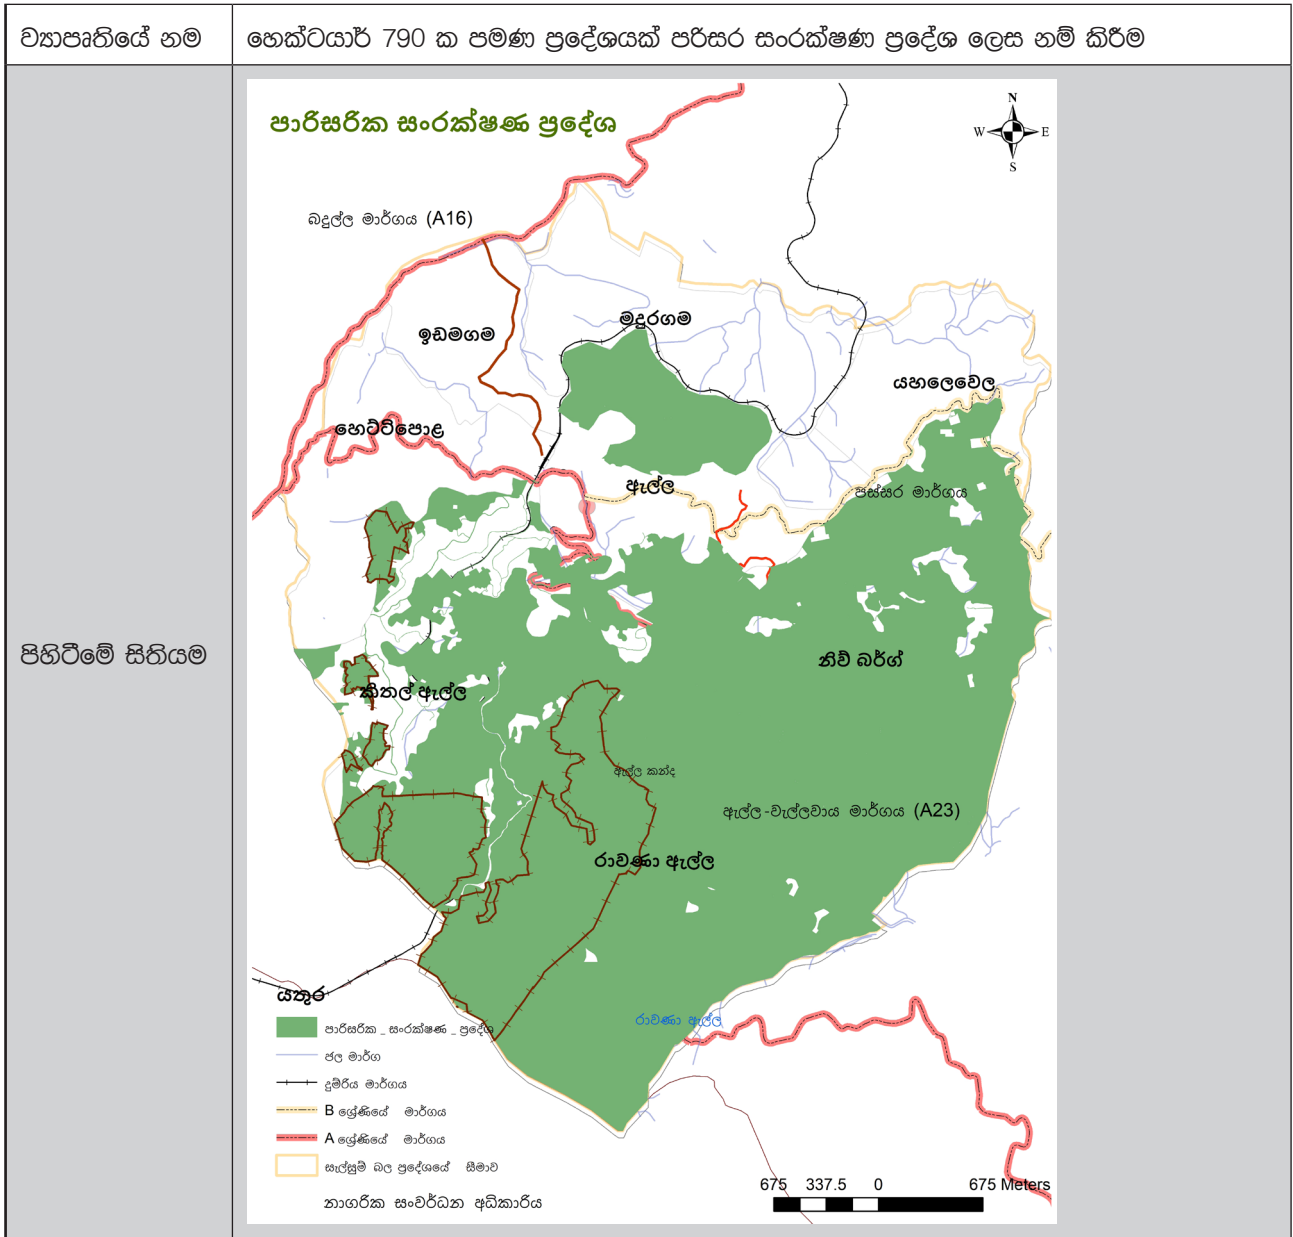 ව්‍යාපෘතියේ නම
හෙක්ටයාර් 790 ක පමණ ප්‍රදේශයක් පරිසර සංරක්ෂණ ප්‍රදේශ ලෙස නම් කිරීම
පිහිටීමේ සිතියම
පාරිසරික සංරක්ෂණ ප්‍රදේශ
N
W E
S
බදුල්ල මාර්ගය (A16)
මදුරගම
ඉඩමගම
යහලෙවෙල
හෙට්ට්පොළ
ඇල්ල
පස්සර මාර්ගය
නිව් බර්ග්
කිතල් ඇල්ල
ඇල්ල කන්ද
ඇල්ල-වැල්ලවාය මාර්ගය (A23)
රාවණා ඇල්ල
රාවණා ඇල්ල
යතුර
පාරිසරික _ සංරක්ෂණ _ ප්‍රදේශ
ජල මාර්ග
දුම්රිය මාර්ගය
B ශ්‍රේණියේ මාර්ගය
A ශ්‍රේණියේ මාර්ගය
සැල්සුම් බල ප්‍රදේශයේ සීමාව
නාගරික සංවර්ධන අධිකාරිය
675 337.5 0 675 Meters